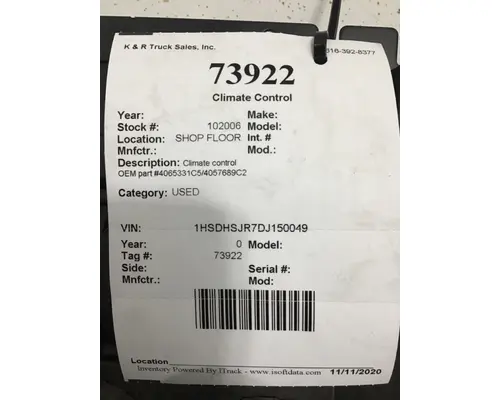 K & R Truck Sales, Inc. 616-392-8377
73922
Climate Control
Year: Make:
Stock #: 102006 Model:
Location: SHOP FLOOR Int. #
Mnfctr.: Mod.:
Description: Climate control
OEM part #4065331C5/4057689C2
Category: USED
VIN: 1HSDHSJR7DJ150049
Year: 0 Model:
Tag #: 73922
Side: Serial #:
Mnfctr.: Mod:
Location
Inventory Powered By ITrack - www.isoftdata.com 11/11/2020